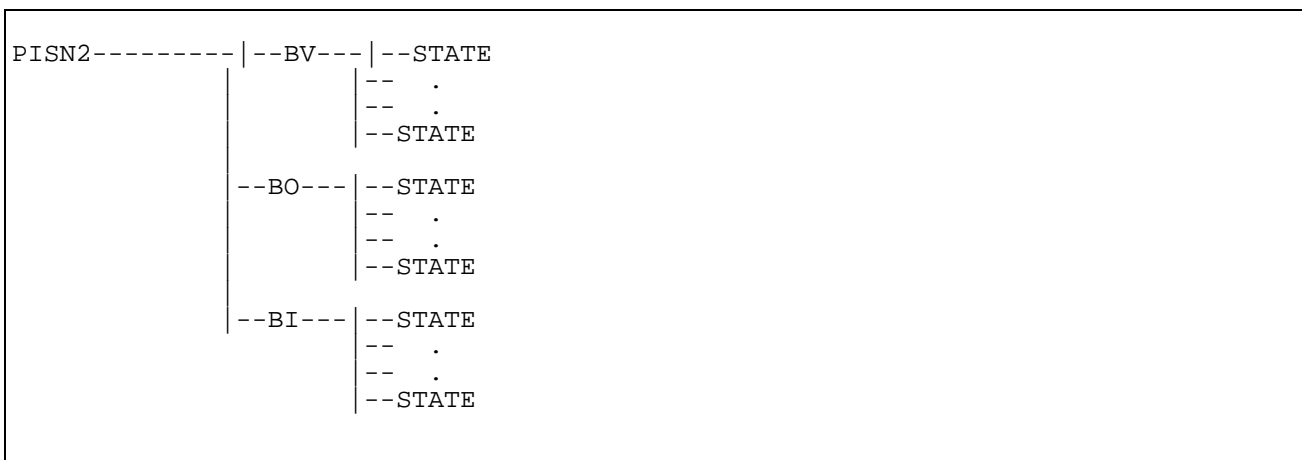 PISN2---------|--BV---|--STATE
              |       |--  .
              |       |--  .
              |       |--STATE
              |
              |--BO---|--STATE
              |       |--  .
              |       |--  .
              |       |--STATE
              |
              |--BI---|--STATE
                      |--  .
                      |--  .
                      |--STATE